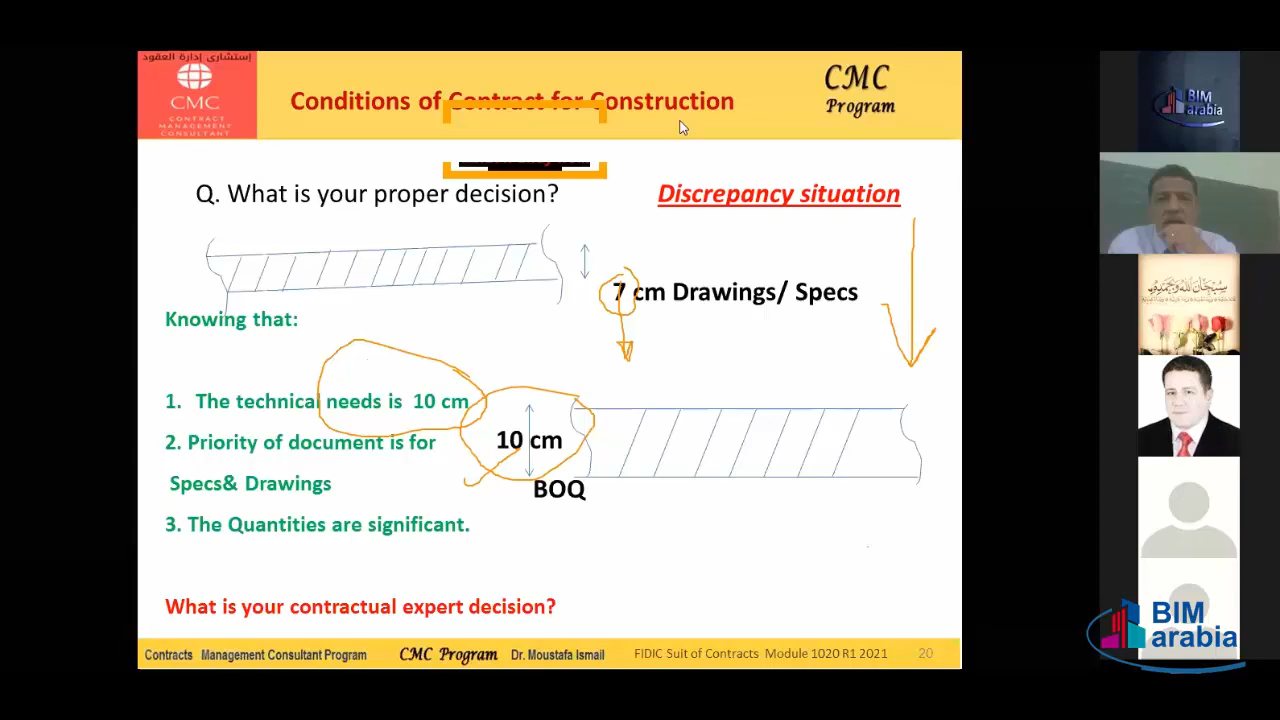 إستشارى إدارة العقود
CMC
CONTRACT
MANAGEMENT
CONSULTANT
Conditions of Contract for Construction
CMC
Program
Q. What is your proper decision?
Discrepancy situation
7 cm Drawings/ Specs
Knowing that:
1. The technical needs is 10 cm
2. Priority of document is for
Specs& Drawings
3. The Quantities are significant.
10 cm
BOQ
What is your contractual expert decision?
Contracts Management Consultant Program
CMC Program
Dr. Moustafa Ismail
FIDIC Suit of Contracts Module 1020 R1 2021
20
BIM
arabia
سبحان الله وبحمده
BIM
arabia